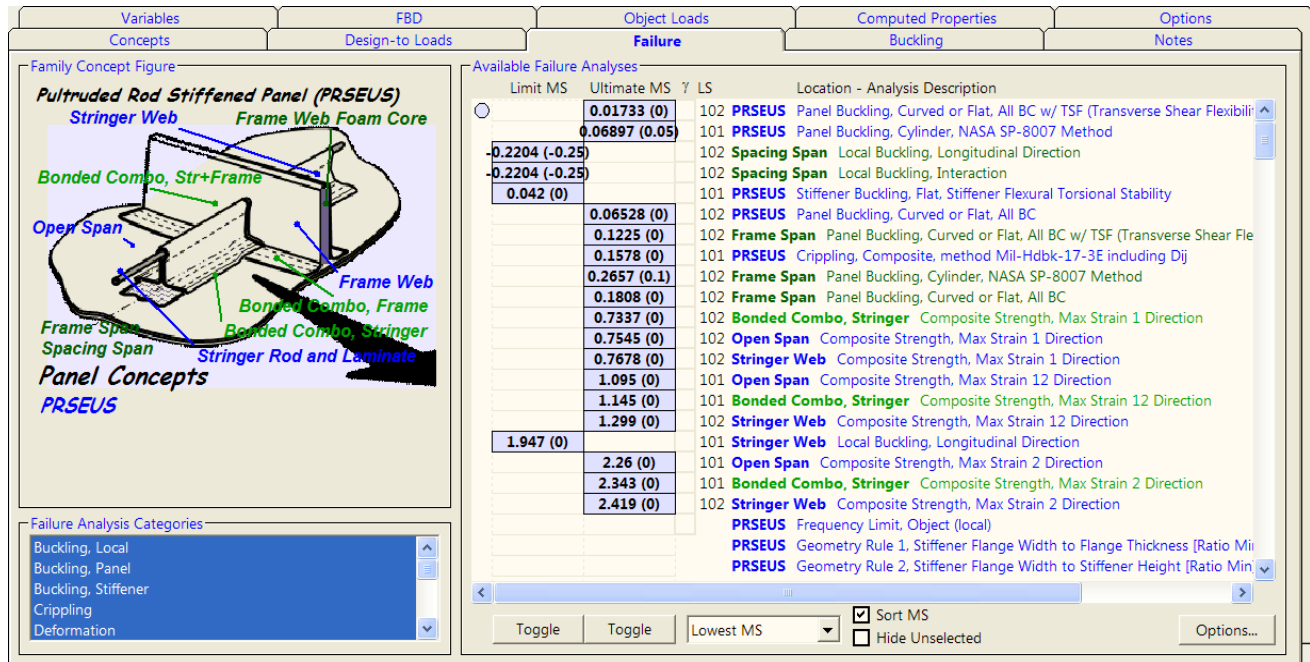 Variables FBD Object Loads Computed Properties Options
Concepts Design-to Loads Failure Buckling Notes
Family Concept Figure
Pultruded Rod Stiffened Panel (PRSEUS)
Stringer Web Frame Web Foam Core
Bonded Combo, Str+Frame
Open Span
Frame Web
Bonded Combo, Frame
Frame Span Bonded Combo, Stringer
Spacing Span Stringer Rod and Laminate
Panel Concepts
PRSEUS
Failure Analysis Categories
Buckling, Local
Buckling, Panel
Buckling, Stiffener
Crippling
Deformation
Available Failure Analyses
Limit MS Ultimate MS γ LS Location - Analysis Description
0.01733 (0) 102 PRSEUS Panel Buckling, Curved or Flat, All BC w/ TSF (Transverse Shear Flexibili
0.06897 (0.05) 101 PRSEUS Panel Buckling, Cylinder, NASA SP-8007 Method
-0.2204 (-0.25) 102 Spacing Span Local Buckling, Longitudinal Direction
-0.2204 (-0.25) 102 Spacing Span Local Buckling, Interaction
0.042 (0) 101 PRSEUS Stiffener Buckling, Flat, Stiffener Flexural Torsional Stability
0.06528 (0) 102 PRSEUS Panel Buckling, Curved or Flat, All BC
0.1225 (0) 102 Frame Span Panel Buckling, Curved or Flat, All BC w/ TSF (Transverse Shear Fle
0.1578 (0) 101 PRSEUS Crippling, Composite, method Mil-Hdbk-17-3E including Dij
0.2657 (0.1) 102 Frame Span Panel Buckling, Cylinder, NASA SP-8007 Method
0.1808 (0) 102 Frame Span Panel Buckling, Curved or Flat, All BC
0.7337 (0) 102 Bonded Combo, Stringer Composite Strength, Max Strain 1 Direction
0.7545 (0) 102 Open Span Composite Strength, Max Strain 1 Direction
0.7678 (0) 102 Stringer Web Composite Strength, Max Strain 1 Direction
1.095 (0) 101 Open Span Composite Strength, Max Strain 12 Direction
1.145 (0) 101 Bonded Combo, Stringer Composite Strength, Max Strain 12 Direction
1.299 (0) 102 Stringer Web Composite Strength, Max Strain 12 Direction
1.947 (0) 101 Stringer Web Local Buckling, Longitudinal Direction
2.26 (0) 101 Open Span Composite Strength, Max Strain 2 Direction
2.343 (0) 101 Bonded Combo, Stringer Composite Strength, Max Strain 2 Direction
2.419 (0) 102 Stringer Web Composite Strength, Max Strain 2 Direction
PRSEUS Frequency Limit, Object (local)
PRSEUS Geometry Rule 1, Stiffener Flange Width to Flange Thickness [Ratio Mi
PRSEUS Geometry Rule 2, Stiffener Flange Width to Stiffener Height [Ratio Min
Toggle Toggle Lowest MS Sort MS
Hide Unselected Options...